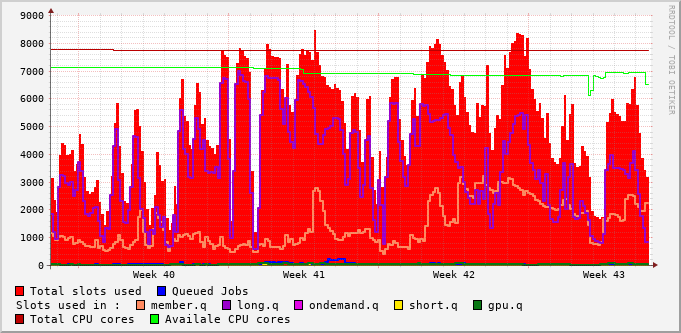 9000
8000
7000
6000
5000
4000
3000
2000
1000
0
Week 40 Week 41 Week 42 Week 43
Total slots used Queued Jobs
Slots used in : member.q long.q ondemand.q short.q gpu.q
Total CPU cores Availale CPU cores
RRDTOOL / TOBI OETIKER